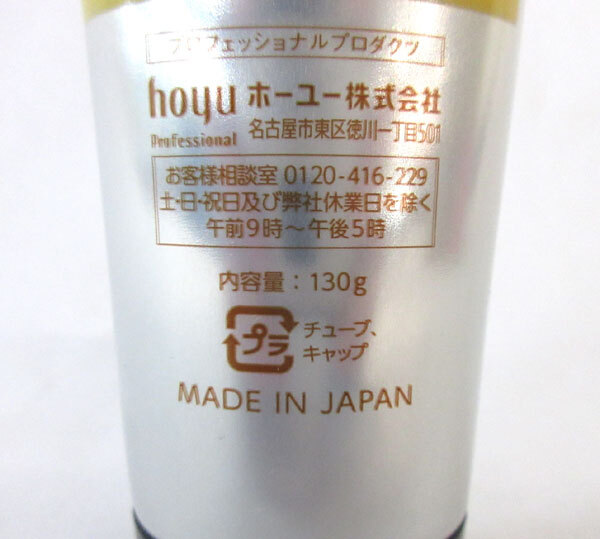 プロフェッショナルプロダクツ
hoyu ホーユー株式会社
Professional 名古屋市東区徳川一丁目501
お客様相談室 0120-416-229
土・日・祝日及び弊社休業日を除く
午前9時～午後5時
内容量：130g
プラ チューブ、
キャップ
MADE IN JAPAN